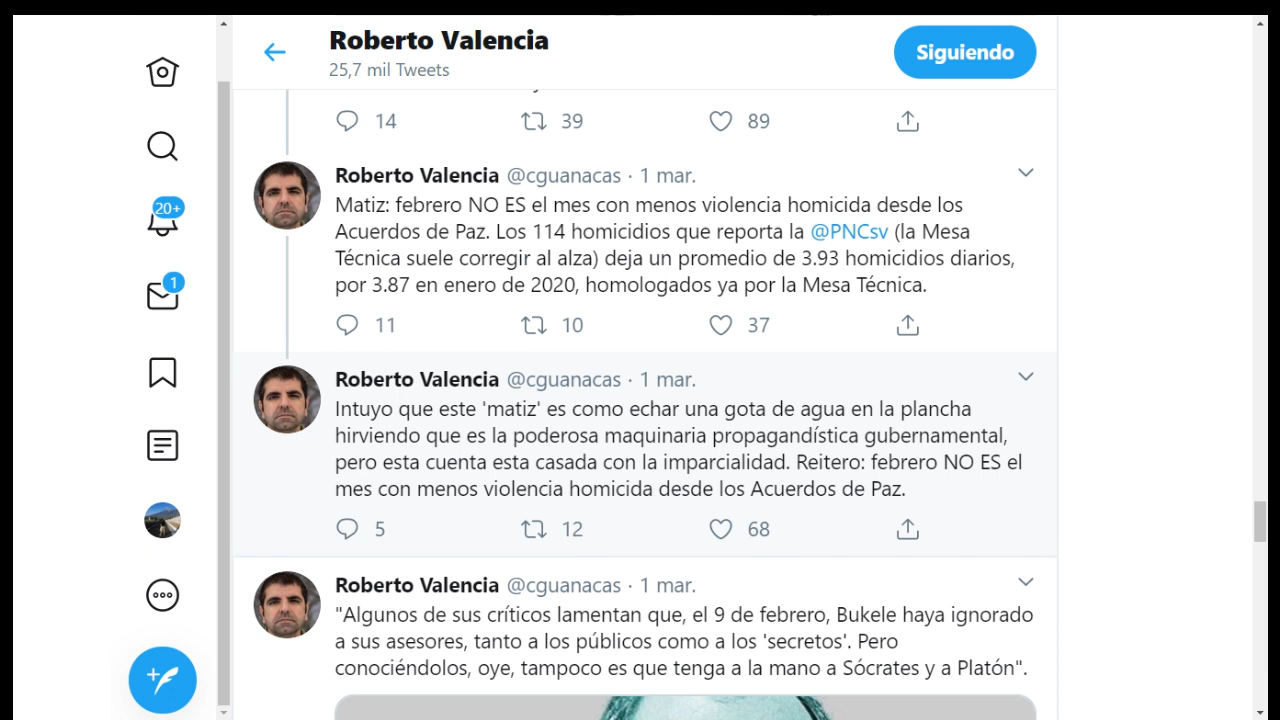 Roberto Valencia
25,7 mil Tweets
Siguiendo
14 39 89
Roberto Valencia @cguanacas · 1 mar.
Matiz: febrero NO ES el mes con menos violencia homicida desde los
Acuerdos de Paz. Los 114 homicidios que reporta la @PNCsv (la Mesa
Técnica suele corregir al alza) deja un promedio de 3.93 homicidios diarios,
por 3.87 en enero de 2020, homologados ya por la Mesa Técnica.
11 10 37
20+
1
Roberto Valencia @cguanacas · 1 mar.
Intuyo que este 'matiz' es como echar una gota de agua en la plancha
hirviendo que es la poderosa maquinaria propagandística gubernamental,
pero esta cuenta esta casada con la imparcialidad. Reitero: febrero NO ES el
mes con menos violencia homicida desde los Acuerdos de Paz.
5 12 68
Roberto Valencia @cguanacas · 1 mar.
"Algunos de sus críticos lamentan que, el 9 de febrero, Bukele haya ignorado
a sus asesores, tanto a los públicos como a los 'secretos'. Pero
conociéndolos, oye, tampoco es que tenga a la mano a Sócrates y a Platón".